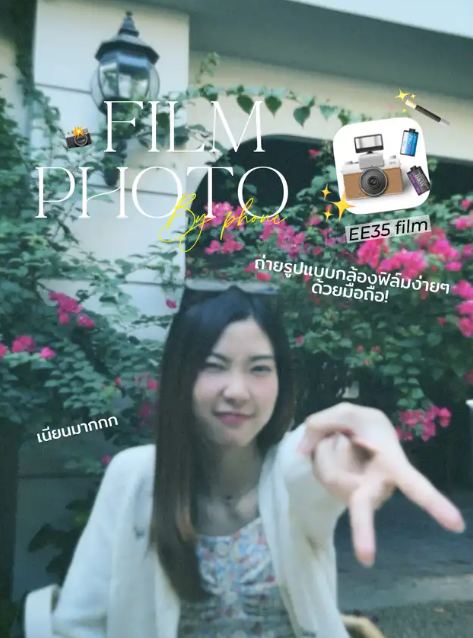 FILM
PHOTO
By phone
EE35 film
ถ่ายรูปแบบกล้องฟิล์มง่ายๆ
ด้วยมือถือ!
เนียนมากกก